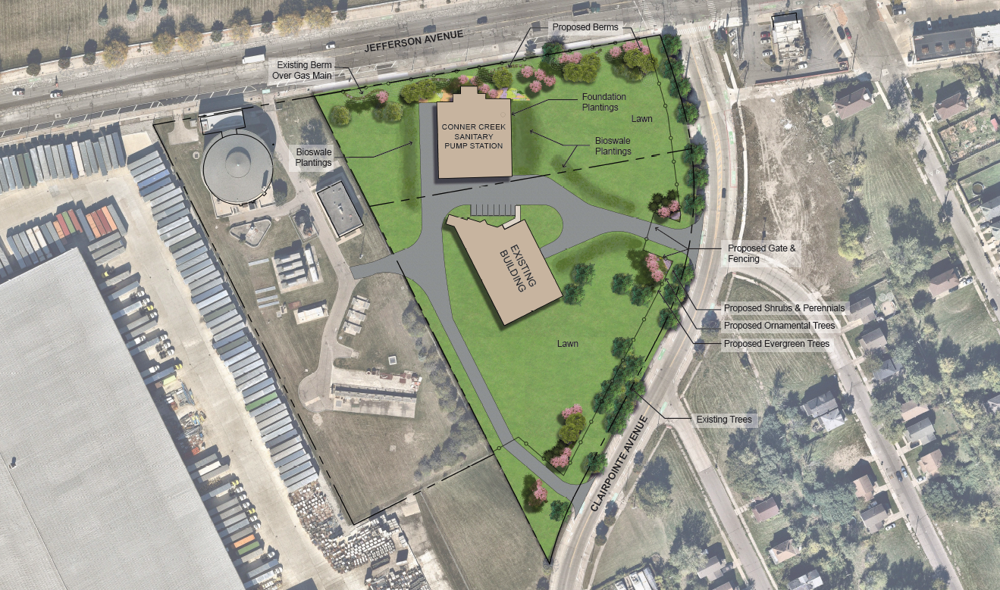 JEFFERSON AVENUE
Proposed Berms
Existing Berm
Over Gas Main
Foundation
Plantings
Lawn
CONNER CREEK
SANITARY
PUMP STATION
Bioswale
Plantings
Bioswale
Plantings
Proposed Gate &
Fencing
EXISTING
BUILDING
Proposed Shrubs & Perennials
Proposed Ornamental Trees
Proposed Evergreen Trees
Lawn
Existing Trees
CLAIRPOINTE AVENUE